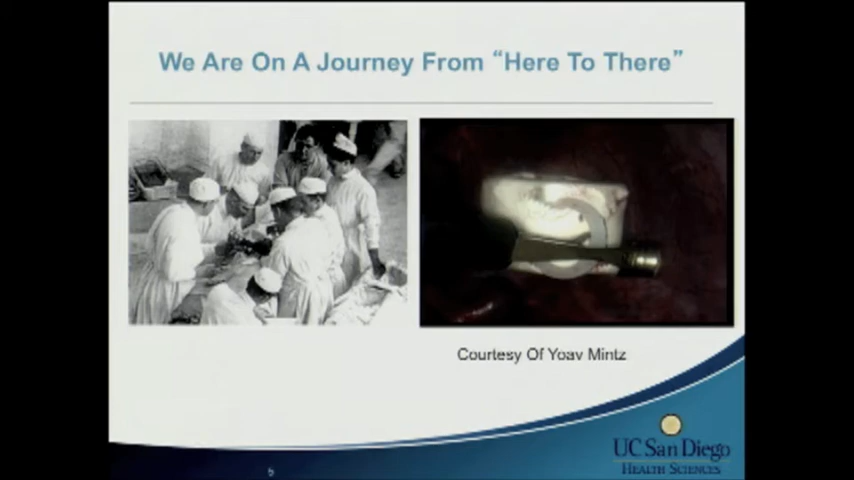 We Are On A Journey From “Here To There”
Courtesy Of Yoav Mintz
UC San Diego
HEALTH SCIENCES